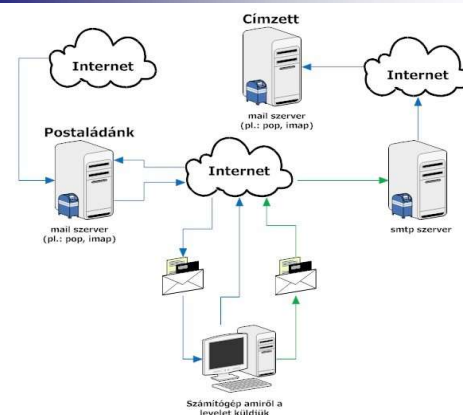 Címzett
Internet
Internet
mail szerver
(pl.: pop, imap)
Postaládánk
Internet
mail szerver
(pl.: pop, imap)
smtp szerver
Számítógép amiről a
levelet küldjük